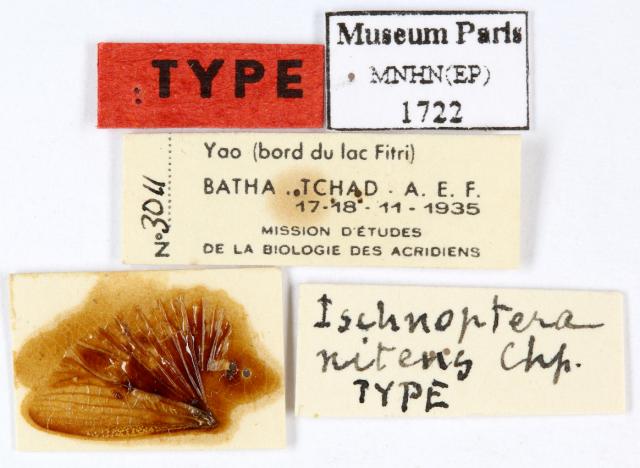 TYPE
Museum Paris
MNHN(EP)
1722
Yao (bord du lac Fitri)
BATHA . TCHAD - A. E. F.
17-18 - 11 - 1935
MISSION D'ÉTUDES
DE LA BIOLOGIE DES ACRIDIENS
N°
Ischnoptera
nitens Chp.
TYPE